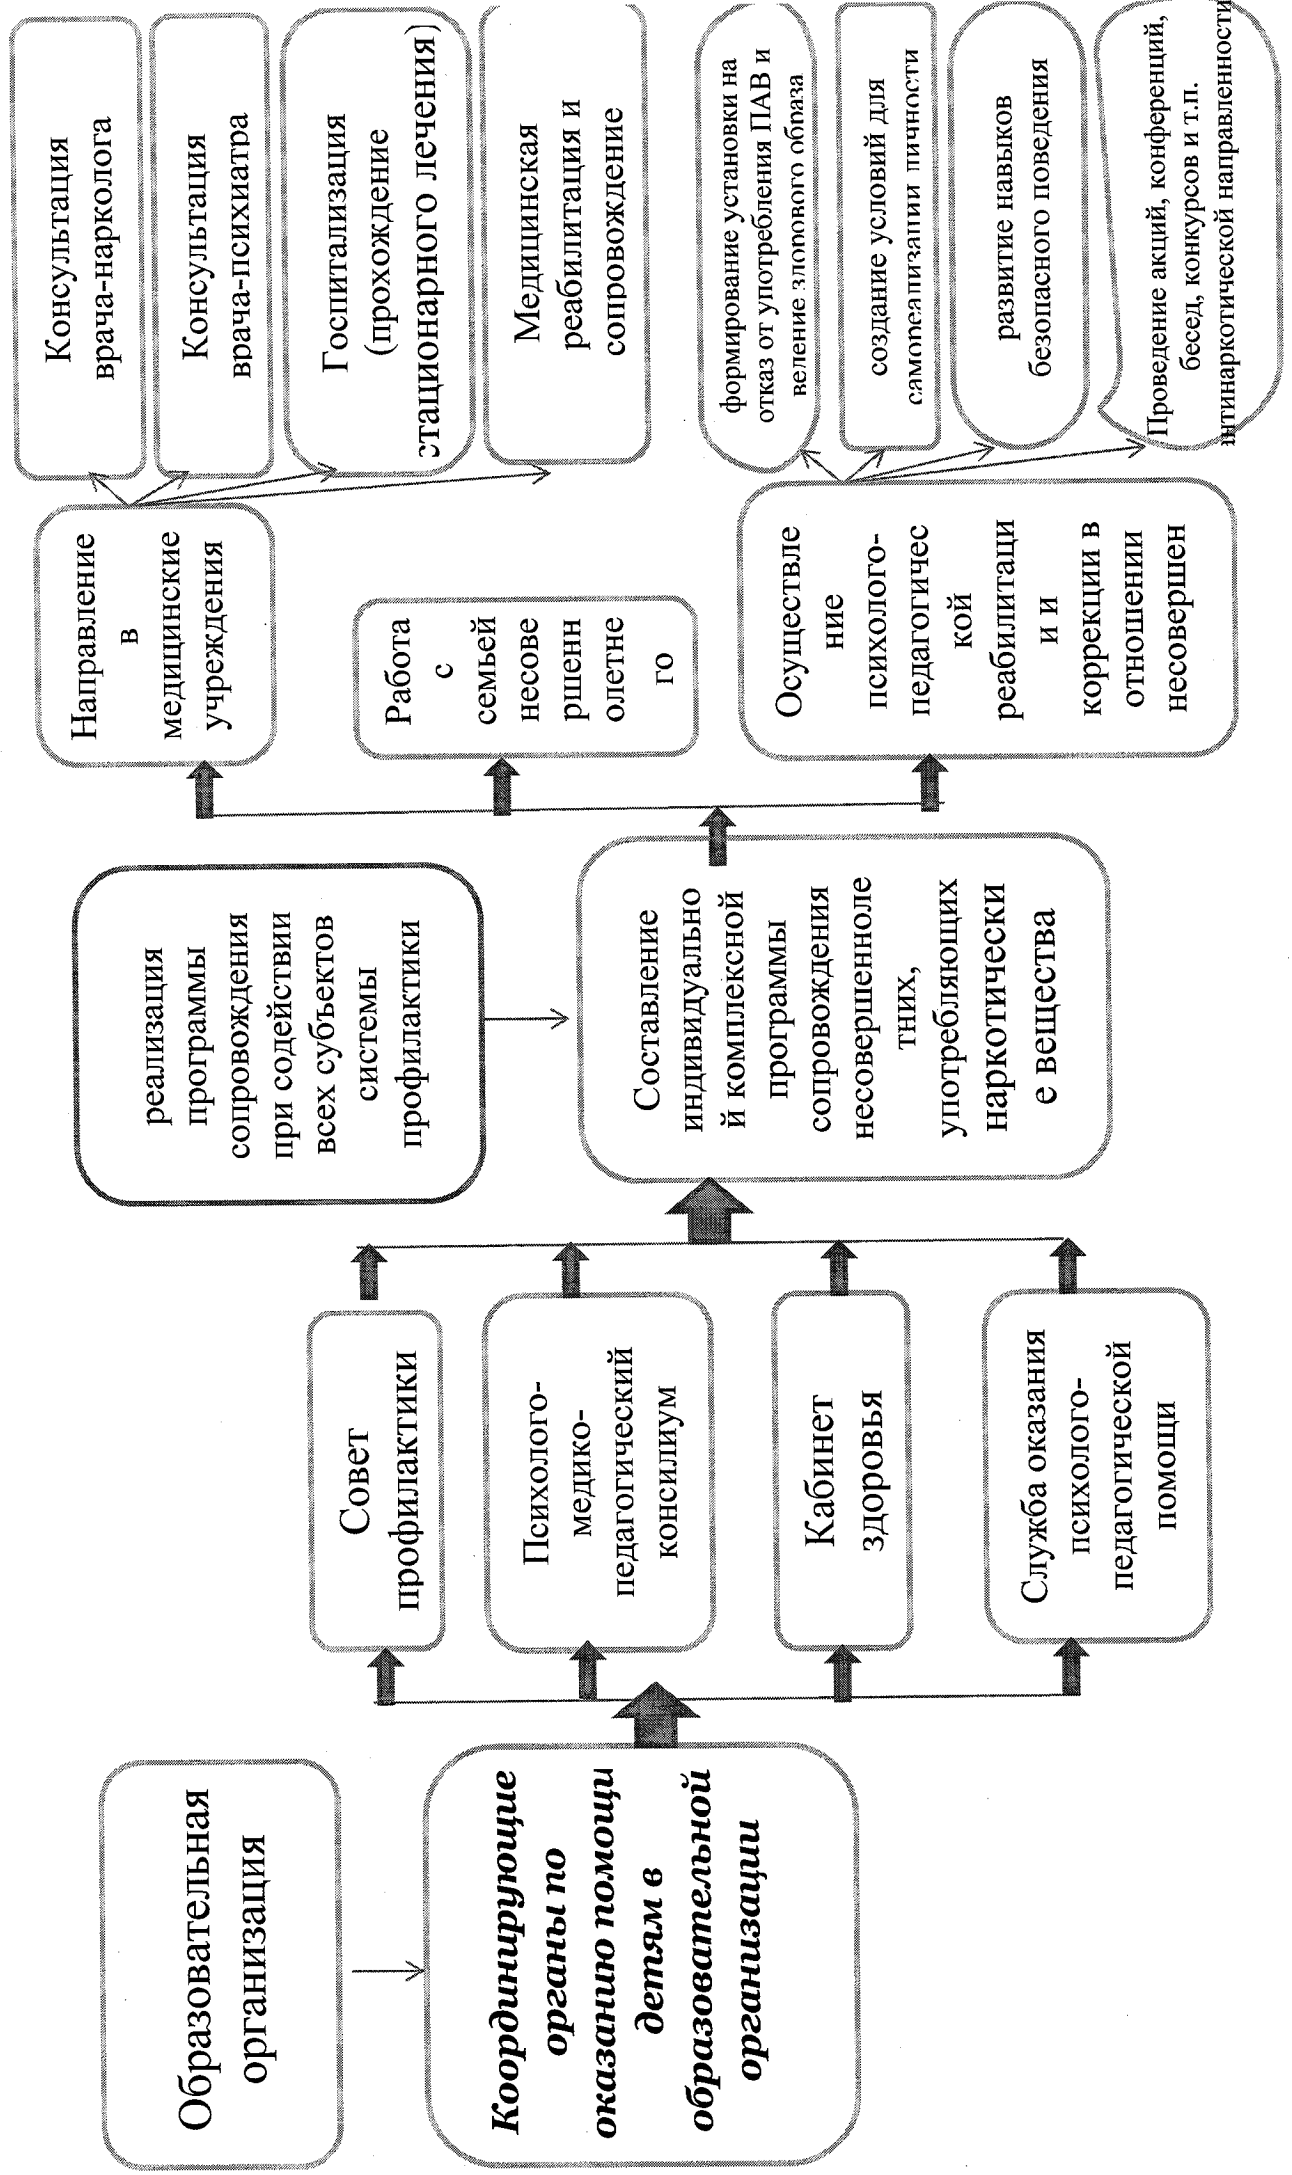 Образовательная
организация
Координирующие
органы по
оказанию помощи
детям в
образовательной
организации
Совет
профилактики
Психолого-
медико-
педагогический
консилиум
Кабинет
здоровья
Служба оказания
психолого-
педагогической
помощи
реализация
программы
сопровождения
при содействии
всех субъектов
системы
профилактики
Составление
индивидуально
й комплексной
программы
сопровождения
несовершенноле
тних,
употребляющих
наркотически
е вещества
Направление
в
медицинские
учреждения
Работа
с
семьей
несове
ршенн
олетне
го
Осуществле
ние
психолого-
педагогичес
кой
реабилитаци
и и
коррекции в
отношении
несовершен
Консультация
врача-нарколога
Консультация
врача-психиатра
Госпитализация
(прохождение
стационарного лечения)
Медицинская
реабилитация и
сопровождение
формирование установки на
отказ от употребления ПАВ и
ведение здорового образа
создание условий для
самореализации личности
развитие навыков
безопасного поведения
Проведение акций, конференций,
бесед, конкурсов и т.п.
нтинаркотической направленности